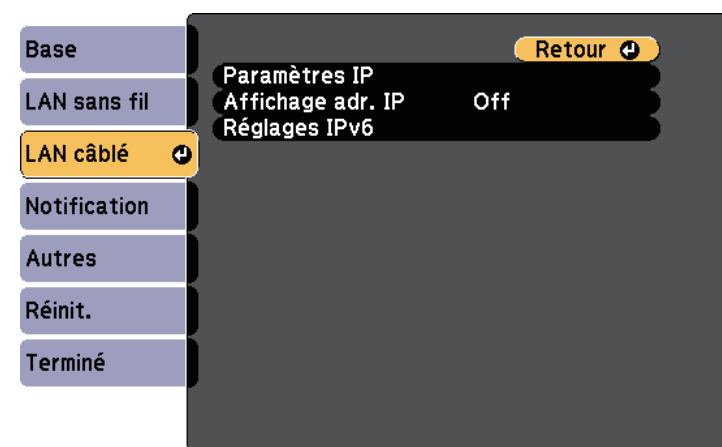 Base
LAN sans fil
LAN câblé
Notification
Autres
Réinit.
Terminé
Retour
Paramètres IP
Affichage adr. IP Off
Réglages IPv6